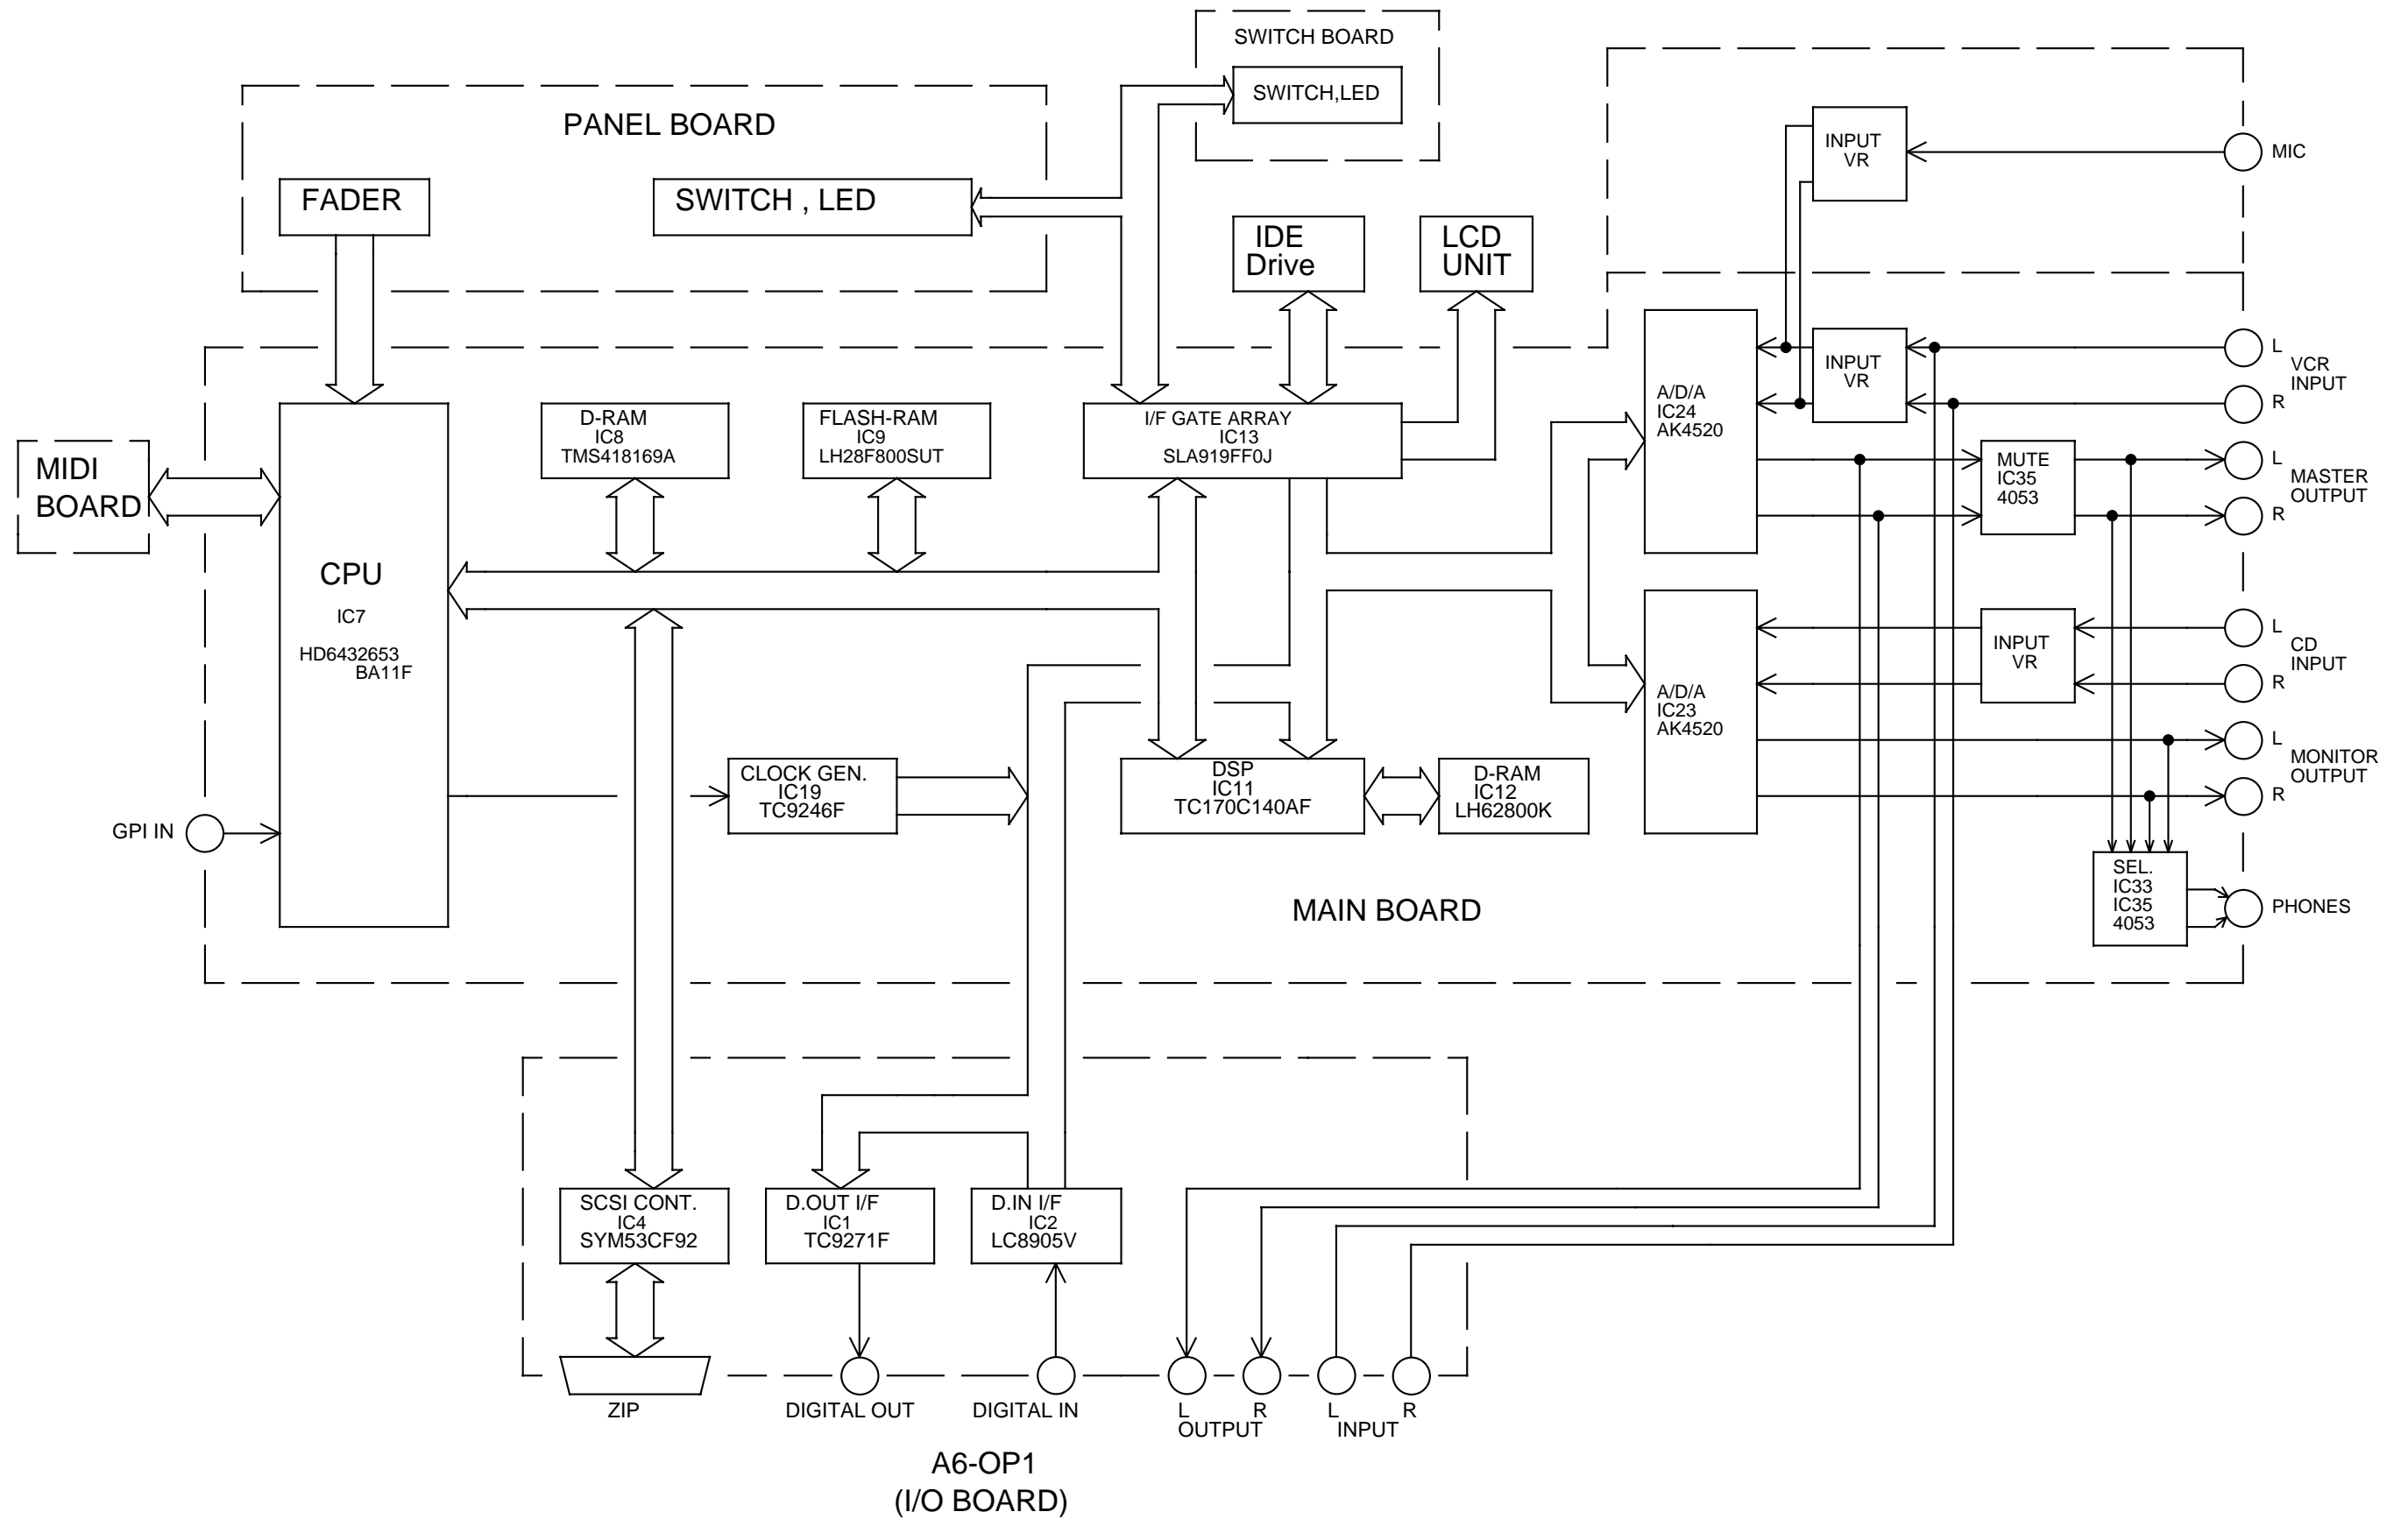 SWITCH BOARD
SWITCH,LED
PANEL BOARD
FADER
SWITCH , LED
IDE
Drive
LCD
UNIT
INPUT
VR
MIC
MIDI
BOARD
CPU
IC7
HD6432653
BA11F
GPI IN
D-RAM
IC8
TMS418169A
FLASH-RAM
IC9
LH28F800SUT
I/F GATE ARRAY
IC13
SLA919FF0J
A/D/A
IC24
AK4520
INPUT
VR
L
VCR
INPUT
R
MUTE
IC35
4053
L
MASTER
OUTPUT
R
A/D/A
IC23
AK4520
INPUT
VR
L
CD
INPUT
R
L
MONITOR
OUTPUT
R
CLOCK GEN.
IC19
TC9246F
DSP
IC11
TC170C140AF
D-RAM
IC12
LH62800K
SEL.
IC33
IC35
4053
PHONES
MAIN BOARD
SCSI CONT.
IC4
SYM53CF92
D.OUT I/F
IC1
TC9271F
D.IN I/F
IC2
LC8905V
ZIP
DIGITAL OUT
DIGITAL IN
L R
OUTPUT
L R
INPUT
A6-OP1
(I/O BOARD)